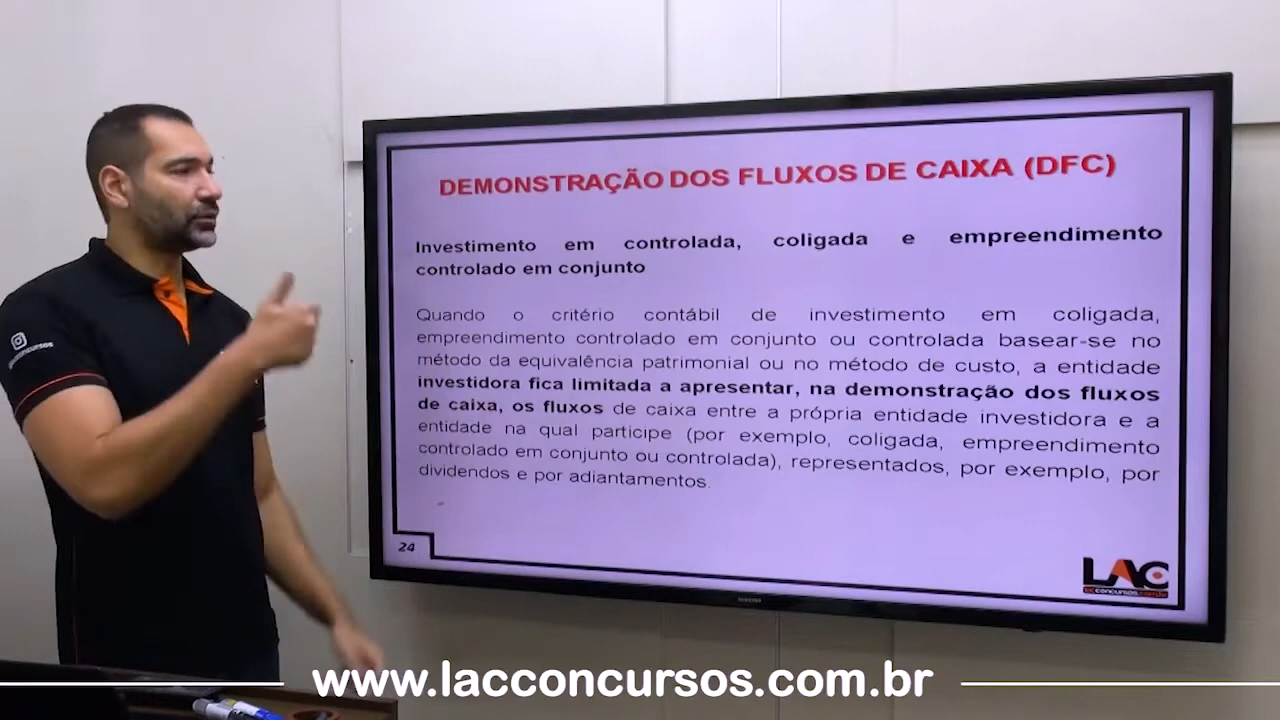 DEMONSTRAÇÃO DOS FLUXOS DE CAIXA (DFC)
Investimento em controlada, coligada e empreendimento
controlado em conjunto
Quando o critério contábil de investimento em coligada,
empreendimento controlado em conjunto ou controlada basear-se no
método da equivalência patrimonial ou no método de custo, a entidade
investidora fica limitada a apresentar, na demonstração dos fluxos
de caixa, os fluxos de caixa entre a própria entidade investidora e a
entidade na qual participe (por exemplo, coligada, empreendimento
controlado em conjunto ou controlada), representados, por exemplo, por
dividendos e por adiantamentos.
24
LAC
lacconcursos.com.br
www.lacconcursos.com.br